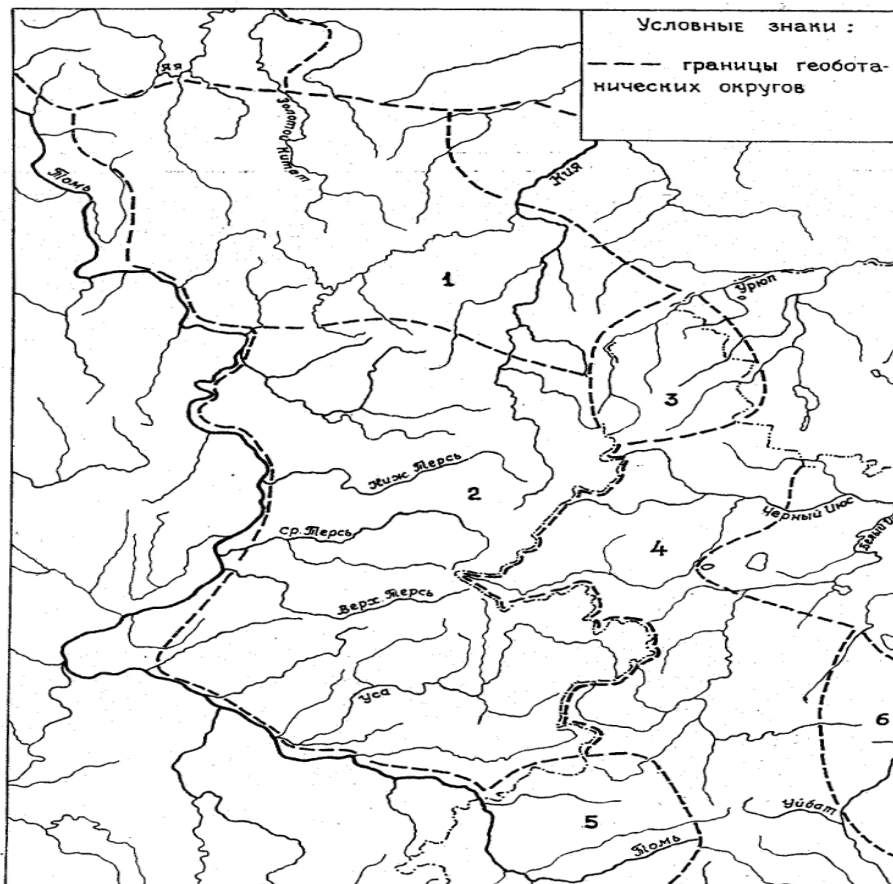 Условные знаки :
границы геобота-
нических округов
Яя
Золотой Китат
Томь
Кия
1
Урюп
3
Ниж. Терсь
2
Черный Июс
Ср. Терсь
4
Белый
Верх. Терсь
Уса
6
Уйбат
5
Томь